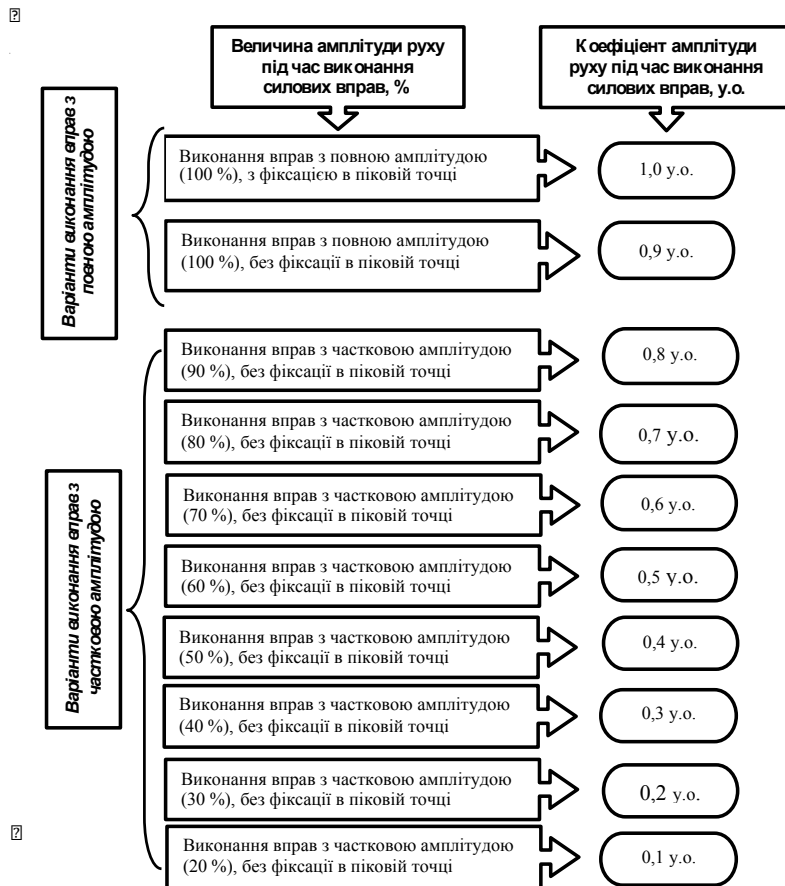 Величина амплітуди руху
під час виконання
силових вправ, %
Коефіцієнт амплітуди
руху під час виконання
силових вправ, у.о.
Варіанти виконання вправ з
повною амплітудою
Виконання вправ з повною амплітудою
(100 %), з фіксацією в піковій точці
1,0 у.о.
Виконання вправ з повною амплітудою
(100 %), без фіксації в піковій точці
0,9 у.о.
Варіанти виконання вправ з
частковою амплітудою
Виконання вправ з частковою амплітудою
(90 %), без фіксації в піковій точці
0,8 у.о.
Виконання вправ з частковою амплітудою
(80 %), без фіксації в піковій точці
0,7 у.о.
Виконання вправ з частковою амплітудою
(70 %), без фіксації в піковій точці
0,6 у.о.
Виконання вправ з частковою амплітудою
(60 %), без фіксації в піковій точці
0,5 у.о.
Виконання вправ з частковою амплітудою
(50 %), без фіксації в піковій точці
0,4 у.о.
Виконання вправ з частковою амплітудою
(40 %), без фіксації в піковій точці
0,3 у.о.
Виконання вправ з частковою амплітудою
(30 %), без фіксації в піковій точці
0,2 у.о.
Виконання вправ з частковою амплітудою
(20 %), без фіксації в піковій точці
0,1 у.о.